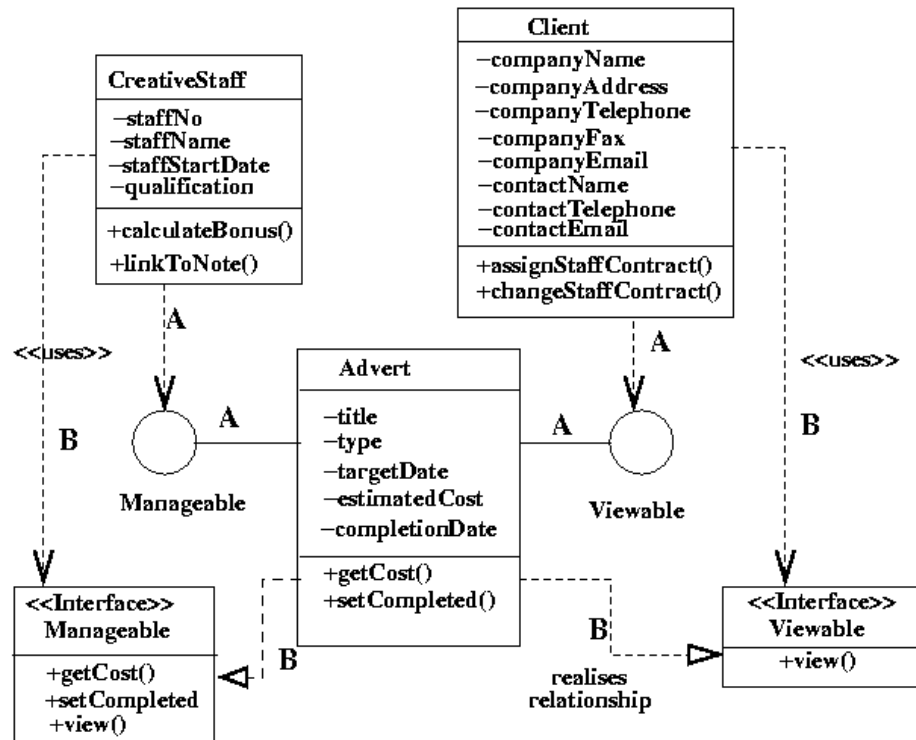 CreativeStaff
−staffNo
−staffName
−staffStartDate
−qualification
+calculateBonus()
+linkToNote()
Client
−companyName
−companyAddress
−companyTelephone
−companyFax
−companyEmail
−contactName
−contactTelephone
−contactEmail
+assignStaffContract()
+changeStaffContract()
A
A
<<uses>>
<<uses>>
B
B
Advert
−title
−type
−targetDate
−estimatedCost
−completionDate
+getCost()
+setCompleted()
A
A
Manageable
Viewable
<<Interface>>
Manageable
+getCost()
+setCompleted
+view()
B
B
realises
relationship
<<Interface>>
Viewable
+view()